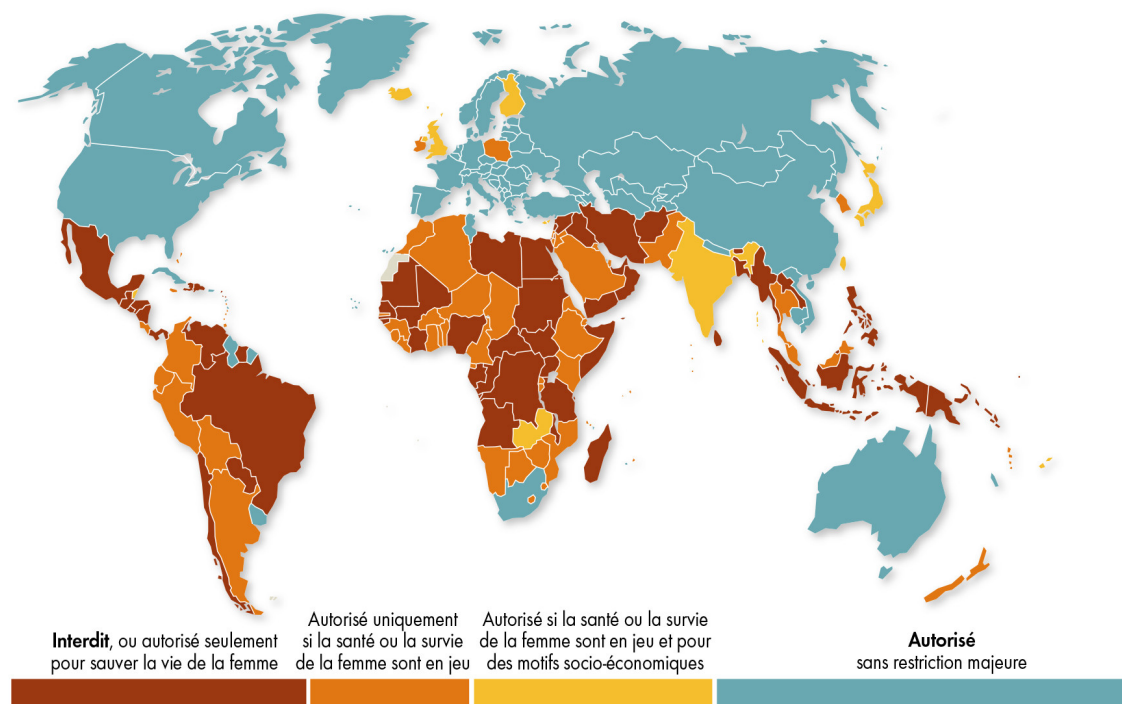 Interdit, ou autorisé seulement
pour sauver la vie de la femme
Autorisé uniquement
si la santé ou la survie
de la femme sont en jeu
Autorisé si la santé ou la survie
de la femme sont en jeu et pour
des motifs socio-économiques
Autorisé
sans restriction majeure